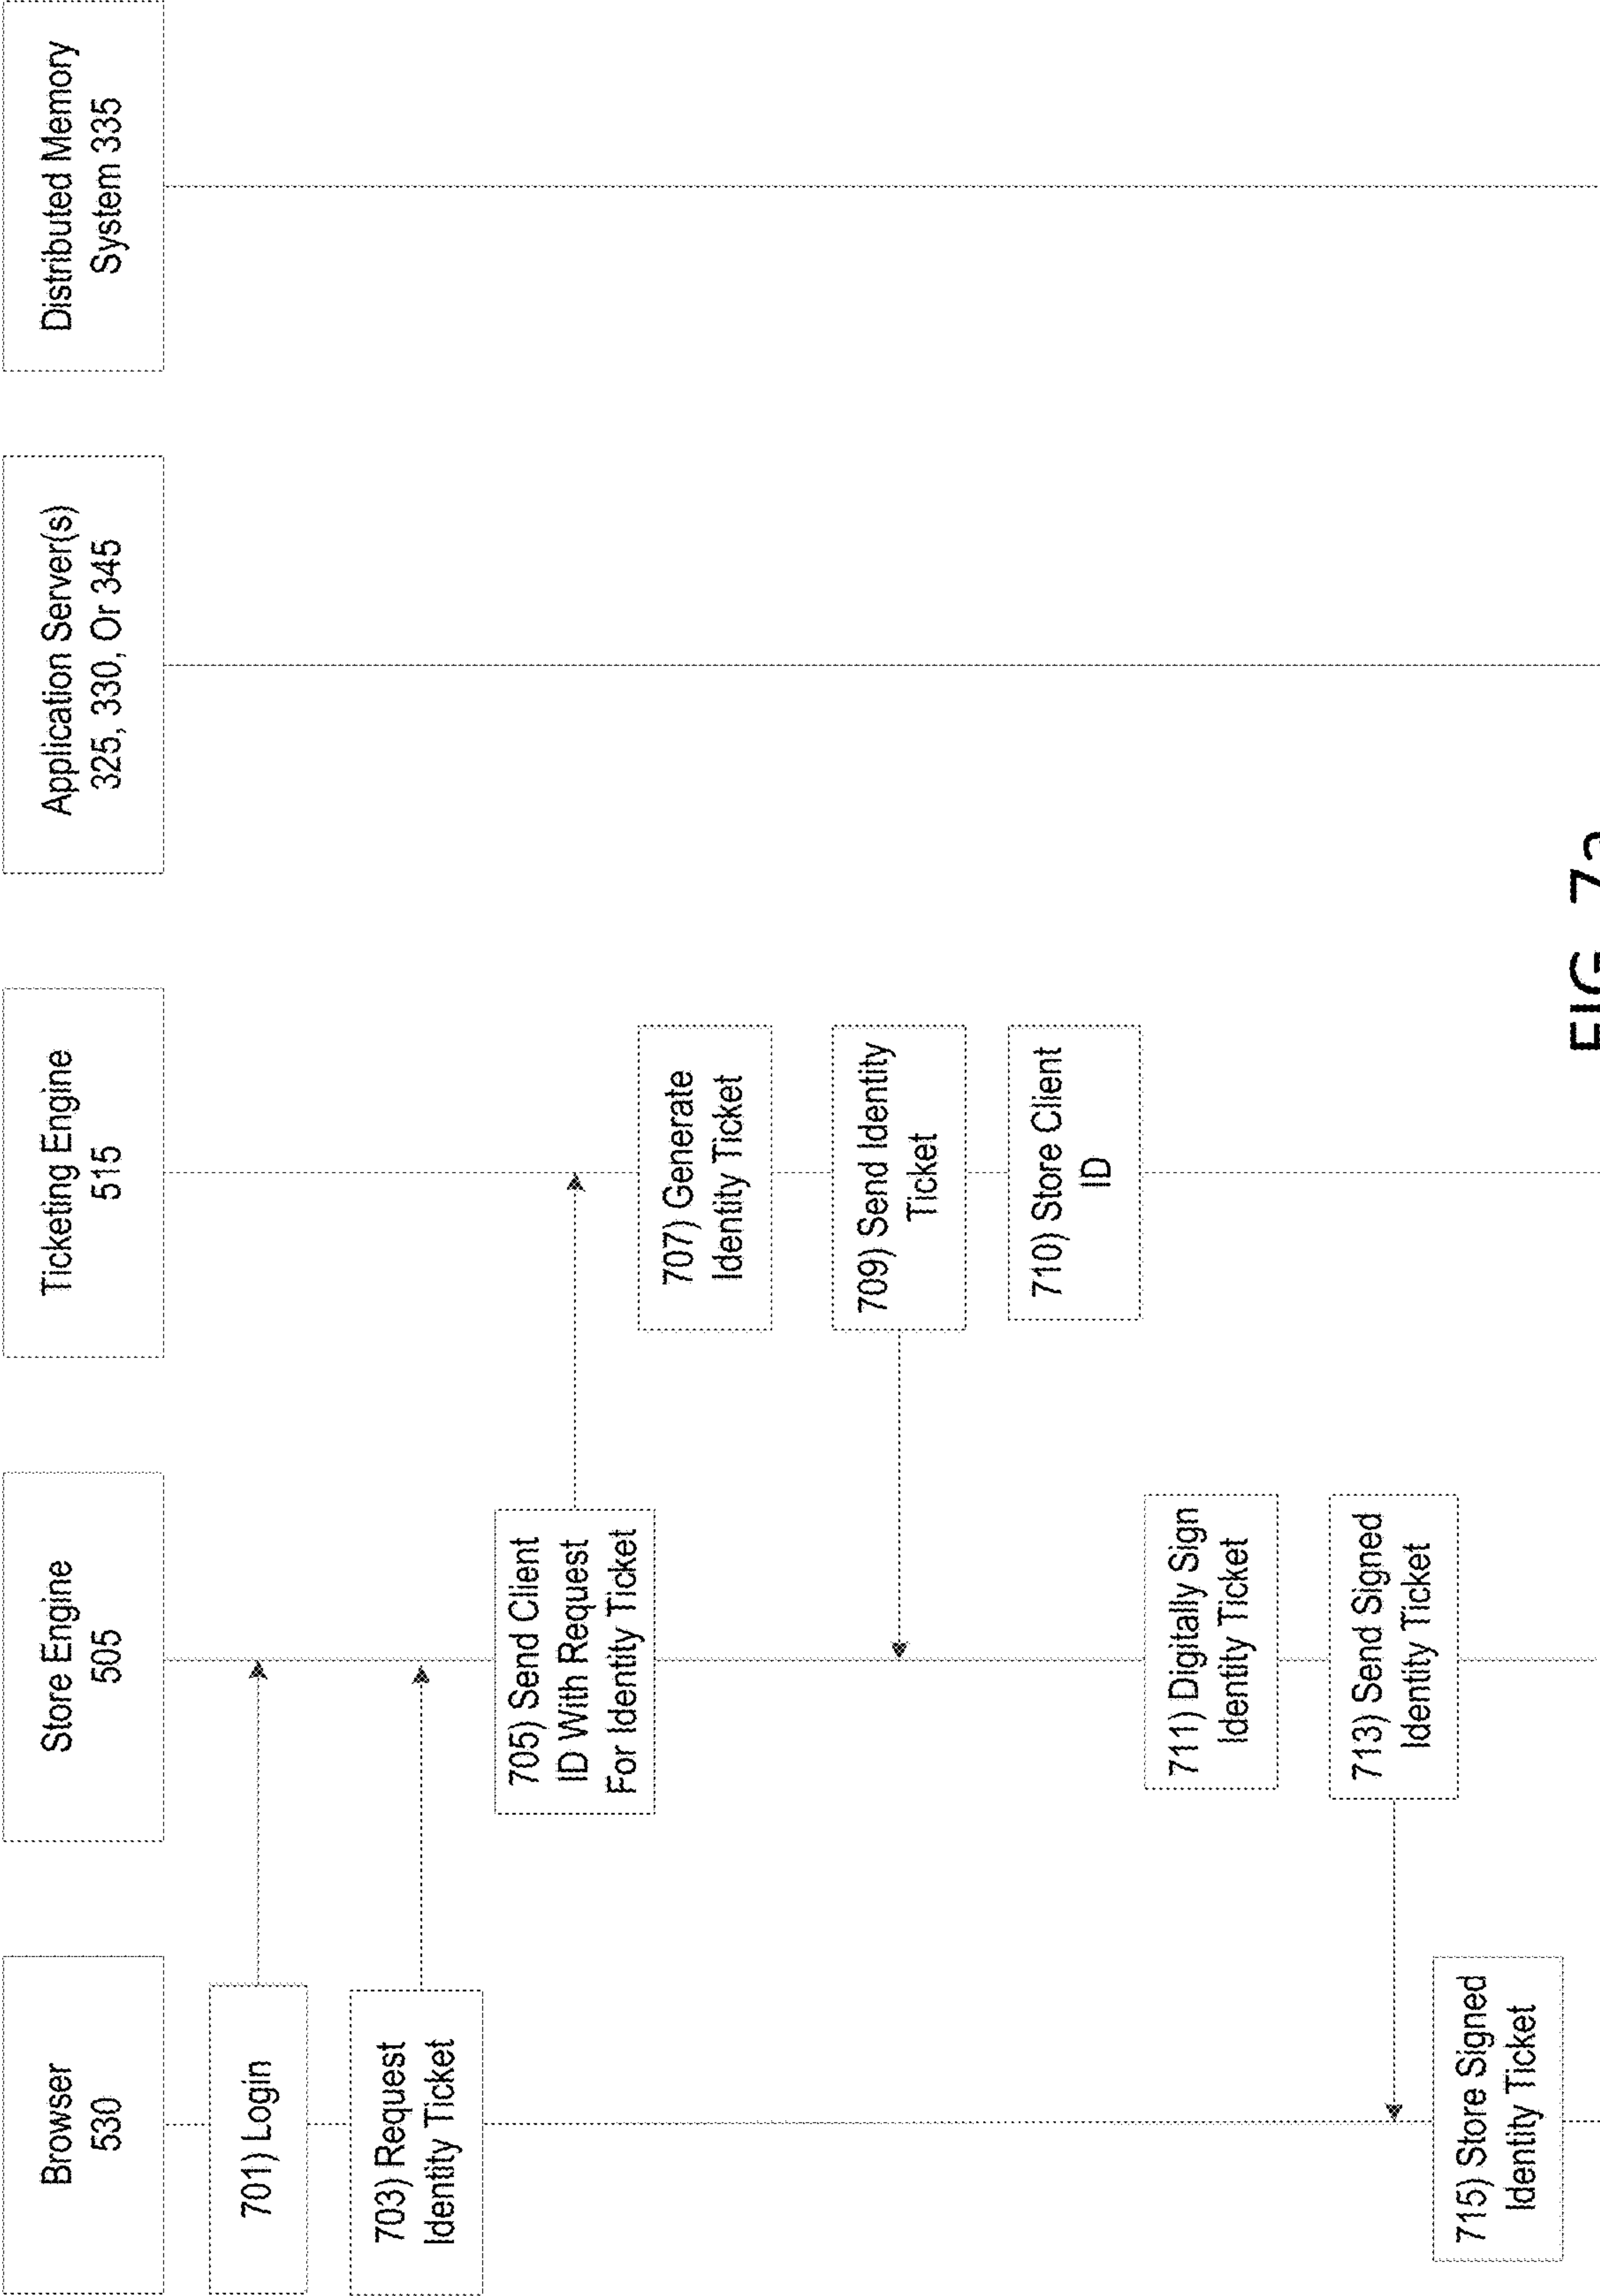 Browser
530
Store Engine
505
Ticketing Engine
515
Application Server(s)
325, 330, Or 345
Distributed Memory
System 335
701) Login
703) Request
Identity Ticket
705) Send Client
ID With Request
For Identity Ticket
707) Generate
Identity Ticket
709) Send Identity
Ticket
710) Store Client
ID
711) Digitally Sign
Identity Ticket
713) Send Signed
Identity Ticket
715) Store Signed
Identity Ticket
FIG. 7a